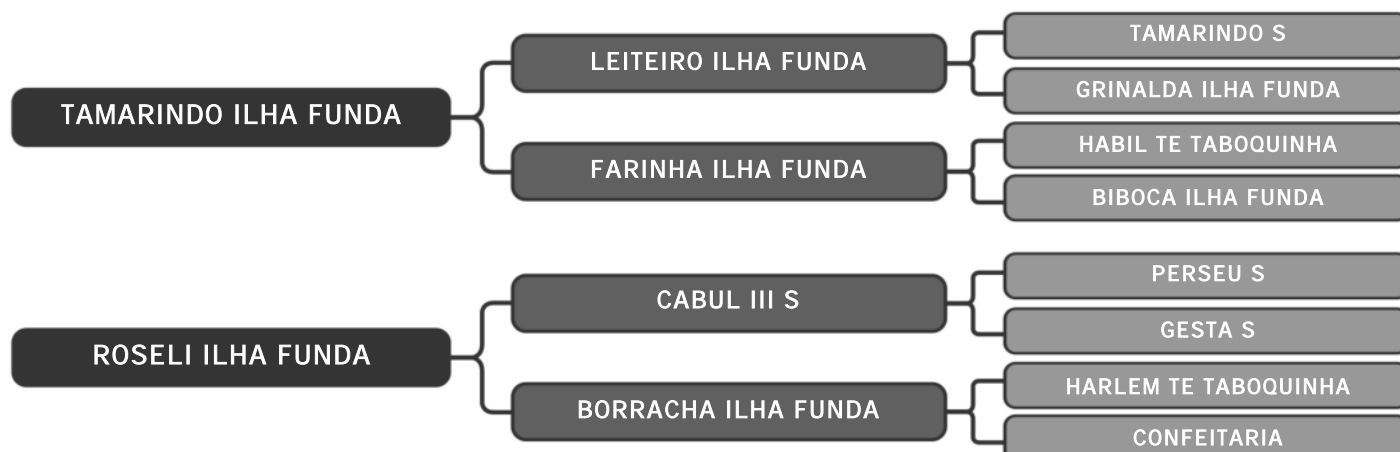 TAMARINDO ILHA FUNDA
LEITEIRO ILHA FUNDA
TAMARINDO S
GRINALDA ILHA FUNDA
FARINHA ILHA FUNDA
HABIL TE TABOQUINHA
BIBOCA ILHA FUNDA
ROSELI ILHA FUNDA
CABUL III S
PERSEU S
GESTA S
BORRACHA ILHA FUNDA
HARLEM TE TABOQUINHA
CONFEITARIA